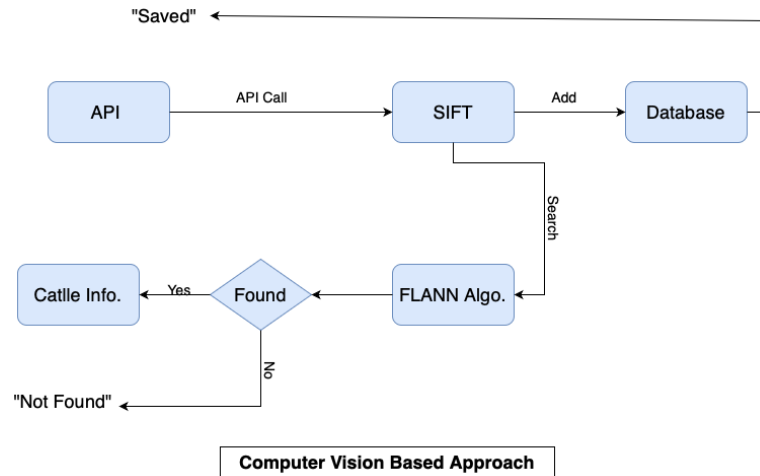 "Saved"
API
API Call
SIFT
Add
Database
Search
Catlle Info.
Yes
Found
FLANN Algo.
No
"Not Found"
Computer Vision Based Approach